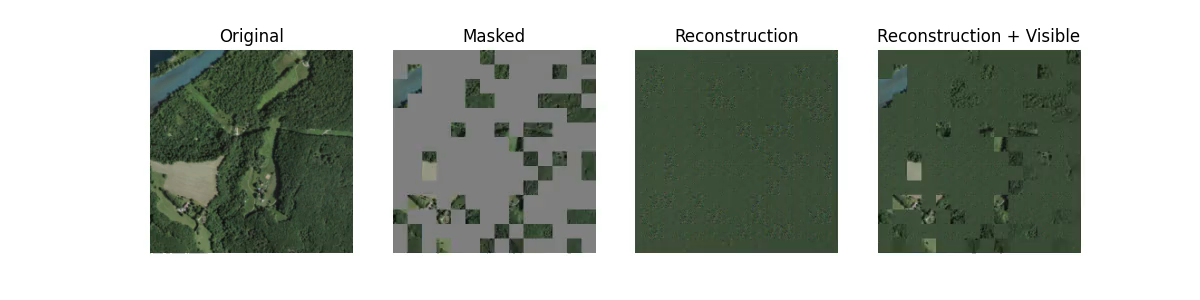 Original
Masked
Reconstruction
Reconstruction + Visible